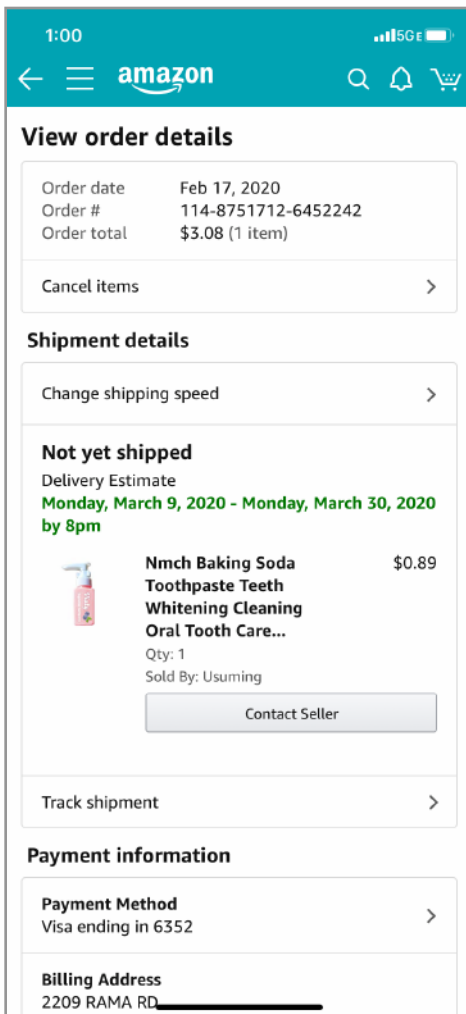 1:00 5GE
amazon
View order details
Order date Feb 17, 2020
Order # 114-8751712-6452242
Order total $3.08 (1 item)
Cancel items
Shipment details
Change shipping speed
Not yet shipped
Delivery Estimate
Monday, March 9, 2020 - Monday, March 30, 2020
by 8pm
Nmch Baking Soda $0.89
Toothpaste Teeth
Whitening Cleaning
Oral Tooth Care...
Qty: 1
Sold By: Usuming
Contact Seller
Track shipment
Payment information
Payment Method
Visa ending in 6352
Billing Address
2209 RAMA RD